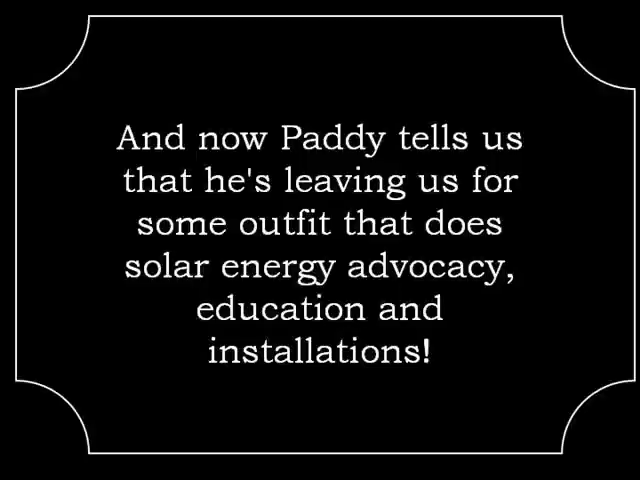 And now Paddy tells us
that he's leaving us for
some outfit that does
solar energy advocacy,
education and
installations!